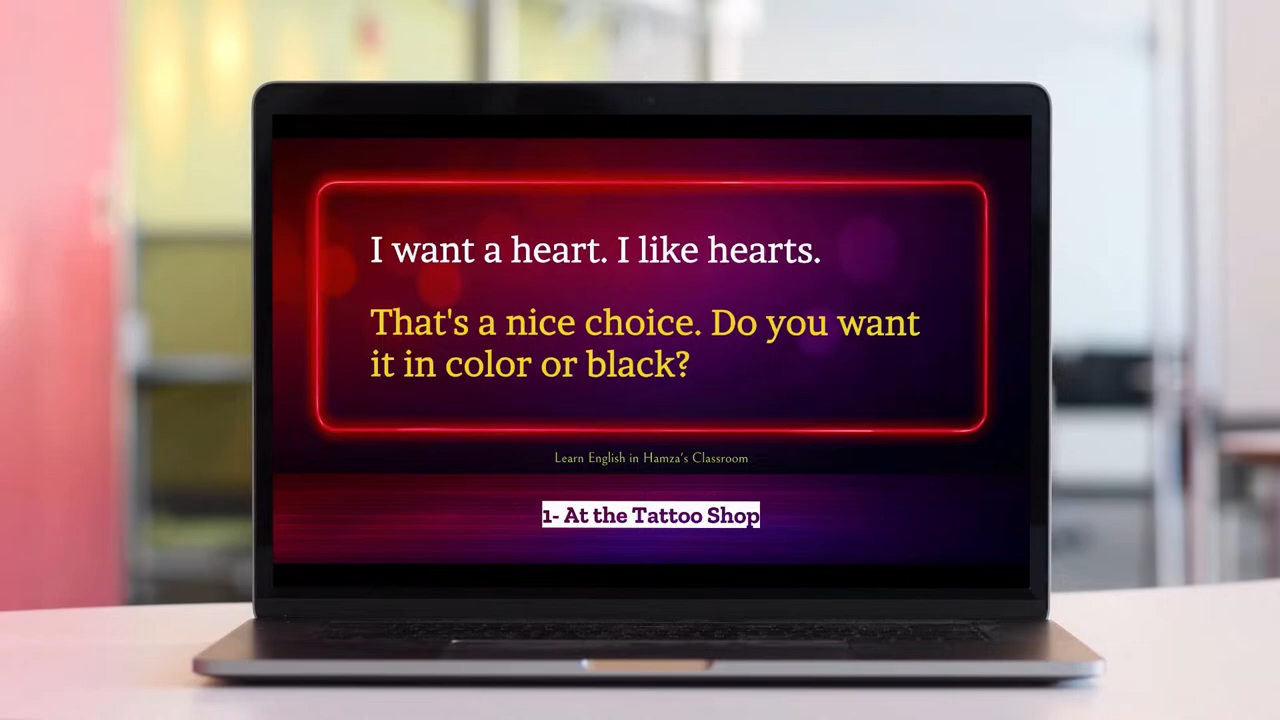 I want a heart. I like hearts.
That's a nice choice. Do you want
it in color or black?
Learn English in Hamza's Classroom
1- At the Tattoo Shop